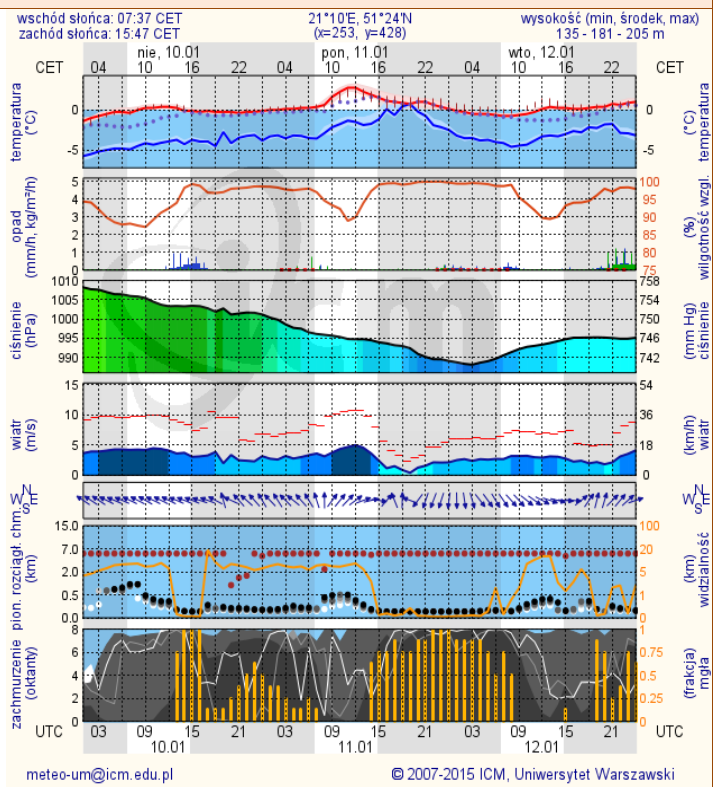 wschód słońca: 07:37 CET 21°10'E, 51°24'N wysokość (min, środek, max)
zachód słońca: 15:47 CET (x=253, y=428) 135 - 181 - 205 m
nie, 10.01 pon, 11.01 wto, 12.01
CET 04 10 16 22 04 10 16 22 04 10 16 22 CET
temperatura (°C)
0
-5
0
-5
(°C) temperatura
opad (mm/h, kg/m²/h)
5
4
3
2
1
0
100
95
90
85
80
75
(%) wilgotność wzgl.
ciśnienie (hPa)
1010
1005
1000
995
990
758
754
750
746
742
(mm Hg) ciśnienie
icm
wiatr (m/s)
15
10
5
0
54
36
18
0
(km/h) wiatr
N
W E
S
N
W E
S
pion. rozciągł. chm. (km)
15.0
7.0
2.0
0.5
0.0
100
20
5
1
0
(km) widzialność
zachmurzenie (oktanty)
8
6
4
2
0
1
0.75
0.5
0.25
0
(frakcja) mgła
UTC 03 09 15 21 03 09 15 21 03 09 15 21 UTC
10.01 11.01 12.01
meteo-um@icm.edu.pl © 2007-2015 ICM, Uniwersytet Warszawski